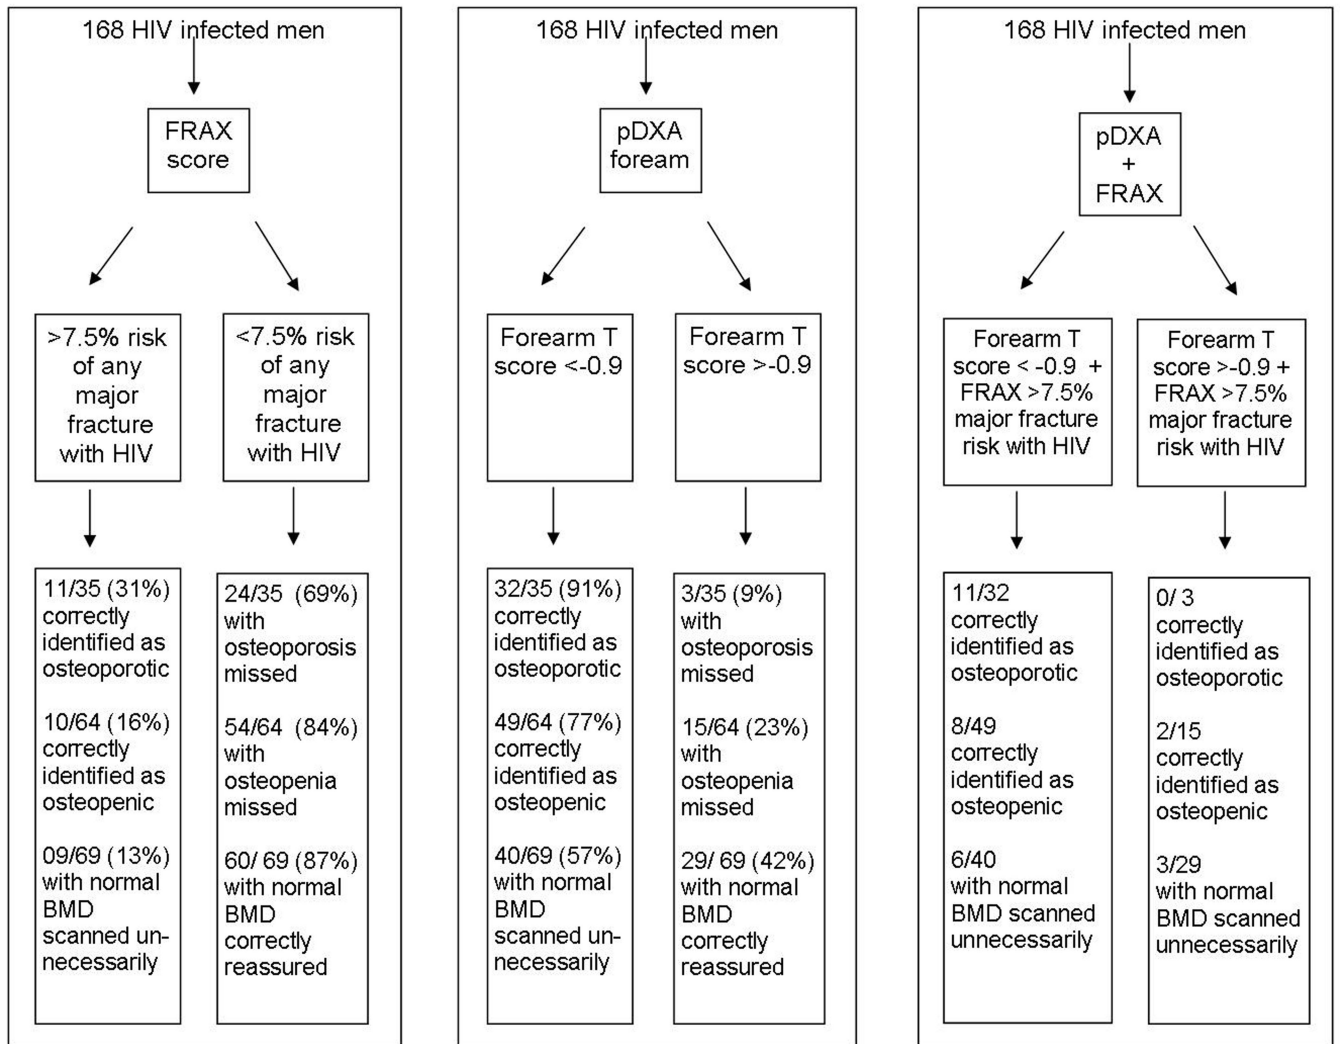 168 HIV infected men
FRAX
score
>7.5% risk
of any
major
fracture
with HIV
<7.5% risk
of any
major
fracture
with HIV
11/35 (31%)
correctly
identified as
osteoporotic
10/64 (16%)
correctly
identified as
osteopenic
09/69 (13%)
with normal
BMD
scanned un-
necessarily
24/35 (69%)
with
osteoporosis
missed
54/64 (84%)
with
osteopenia
missed
60/ 69 (87%)
with normal
BMD
correctly
reassured
168 HIV infected men
pDXA
foream
Forearm T
score <-0.9
Forearm T
score >-0.9
32/35 (91%)
correctly
identified as
osteoporotic
49/64 (77%)
correctly
identified as
osteopenic
40/69 (57%)
with normal
BMD
scanned un-
necessarily
3/35 (9%)
with
osteoporosis
missed
15/64 (23%)
with
osteopenia
missed
29/ 69 (42%)
with normal
BMD
correctly
reassured
168 HIV infected men
pDXA
+
FRAX
Forearm T
score < -0.9 +
FRAX >7.5%
major fracture
risk with HIV
Forearm T
score >-0.9 +
FRAX >7.5%
major fracture
risk with HIV
11/32
correctly
identified as
osteoporotic
8/49
correctly
identified as
osteopenic
6/40
with normal
BMD scanned
unnecessarily
0/ 3
correctly
identified as
osteoporotic
2/15
correctly
identified as
osteopenic
3/29
with normal
BMD scanned
unnecessarily